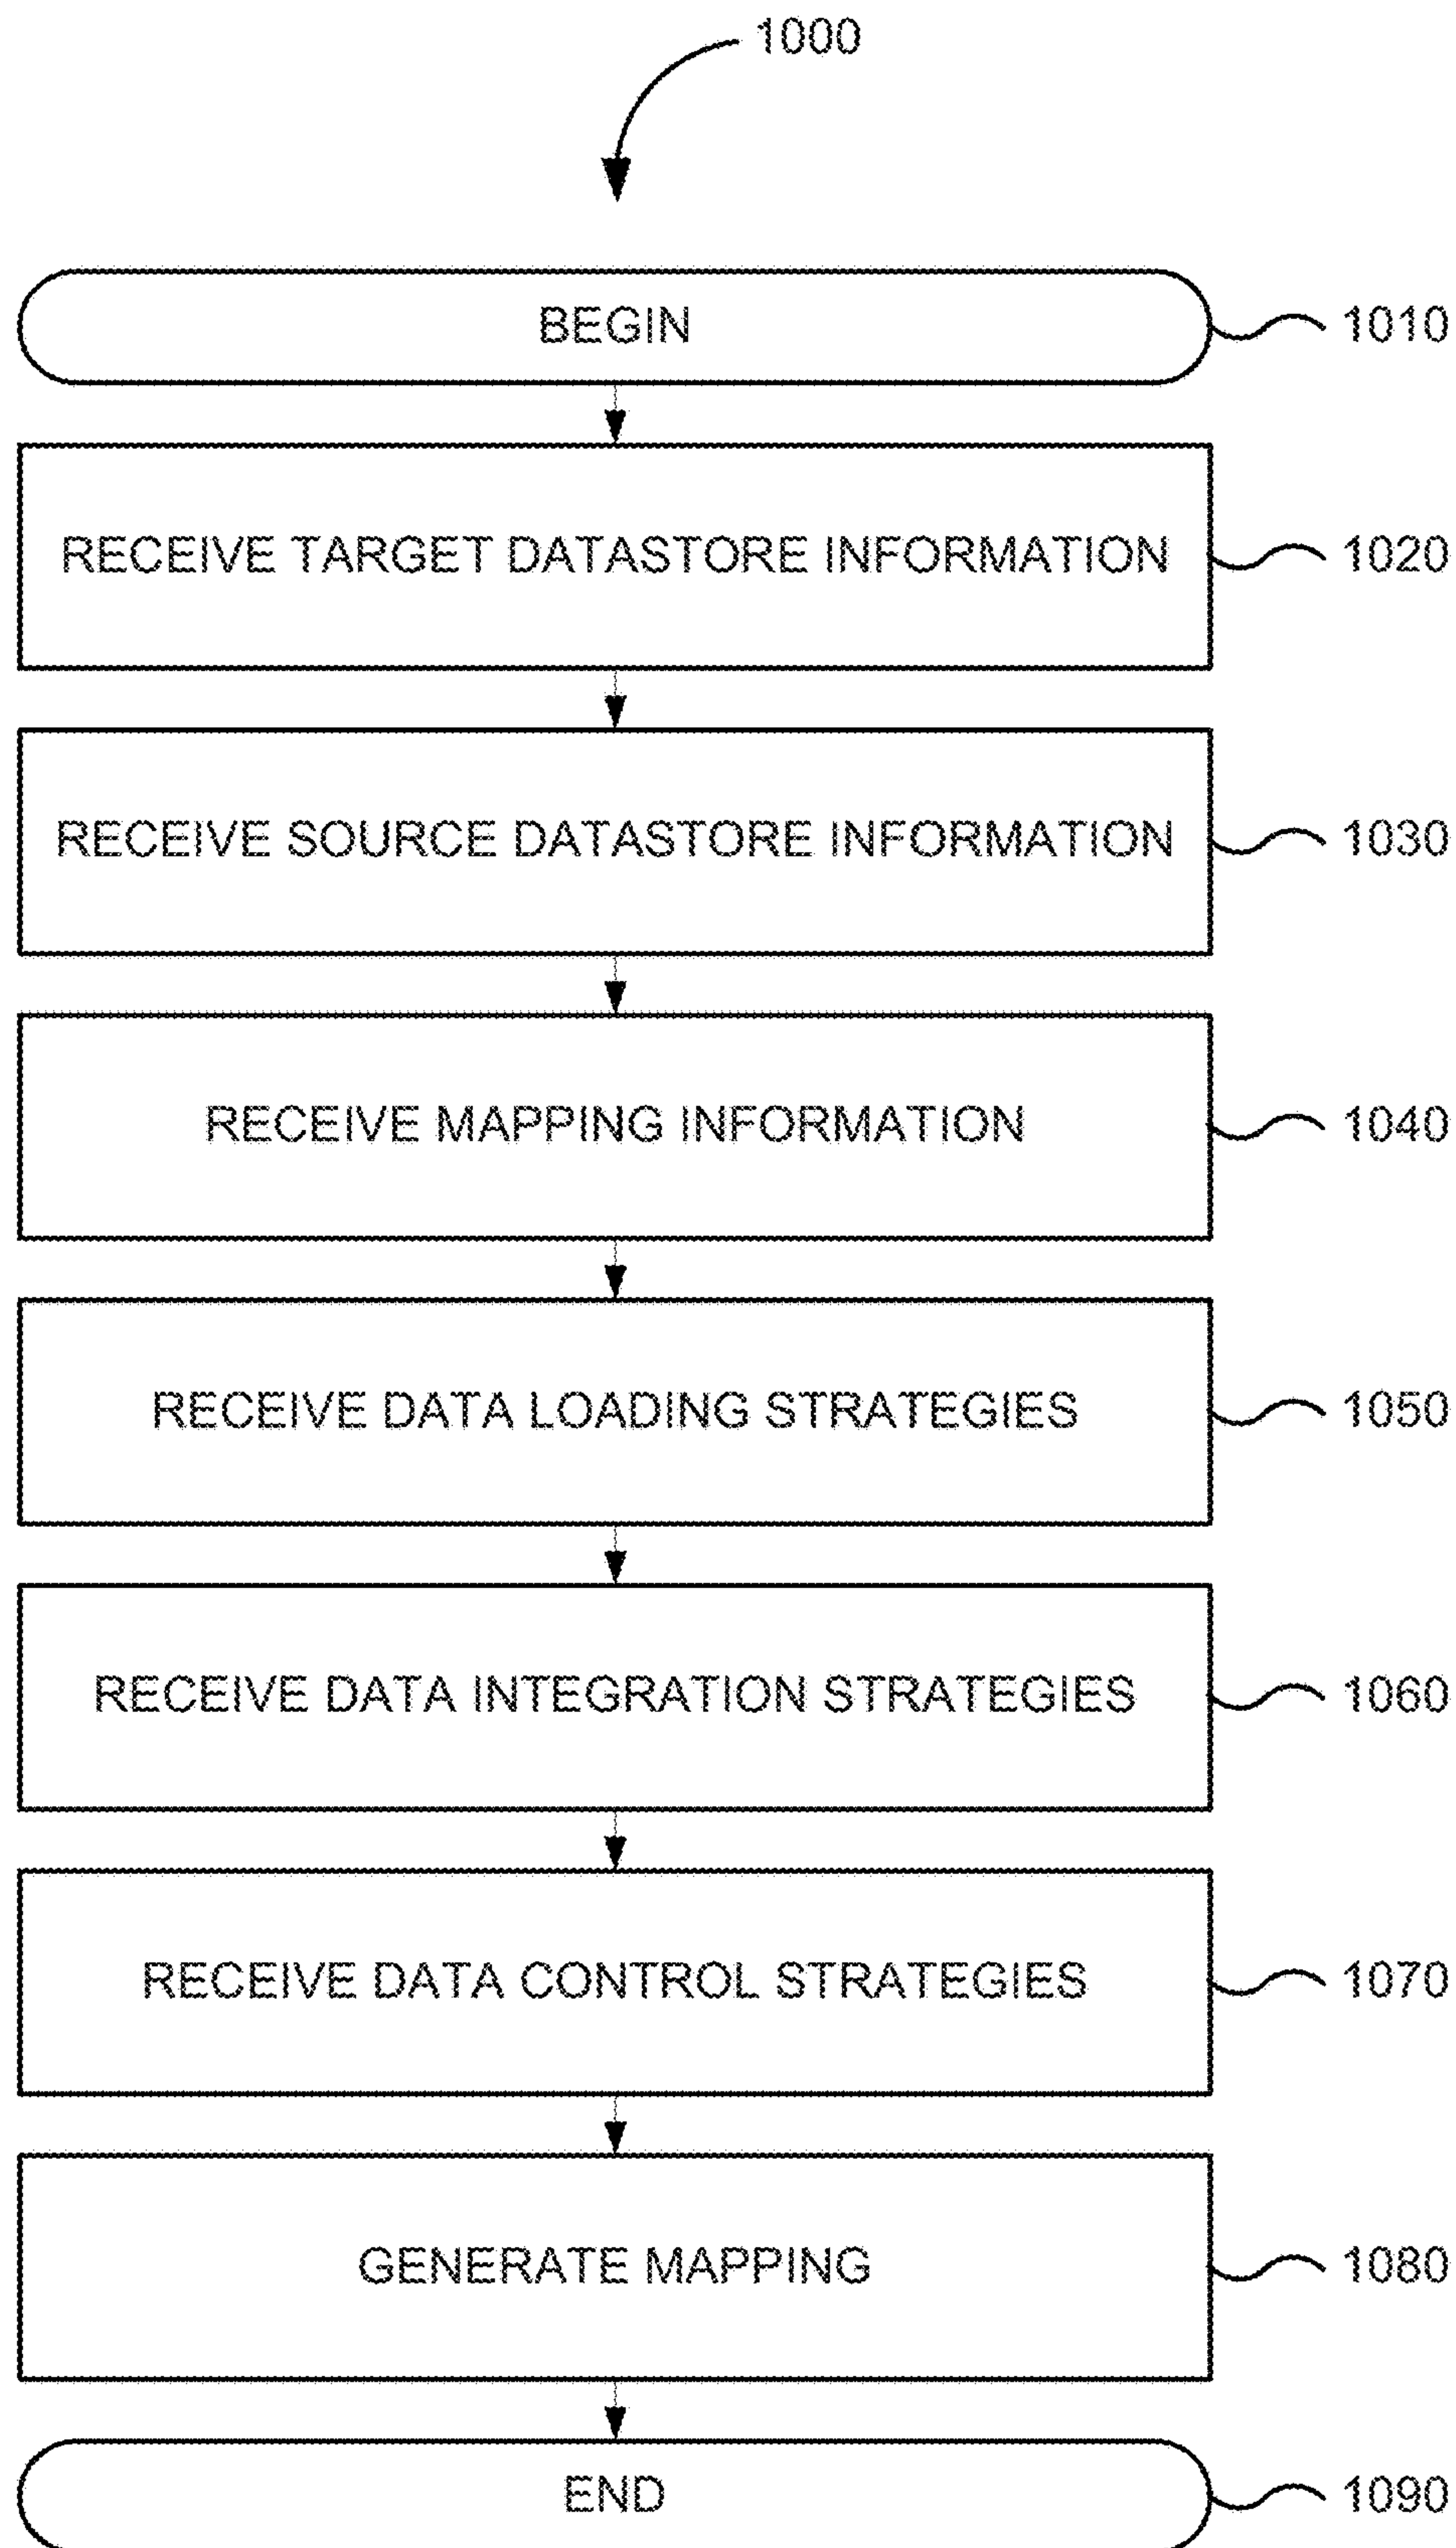 1000
BEGIN
1010
RECEIVE TARGET DATASTORE INFORMATION
1020
RECEIVE SOURCE DATASTORE INFORMATION
1030
RECEIVE MAPPING INFORMATION
1040
RECEIVE DATA LOADING STRATEGIES
1050
RECEIVE DATA INTEGRATION STRATEGIES
1060
RECEIVE DATA CONTROL STRATEGIES
1070
GENERATE MAPPING
1080
END
1090